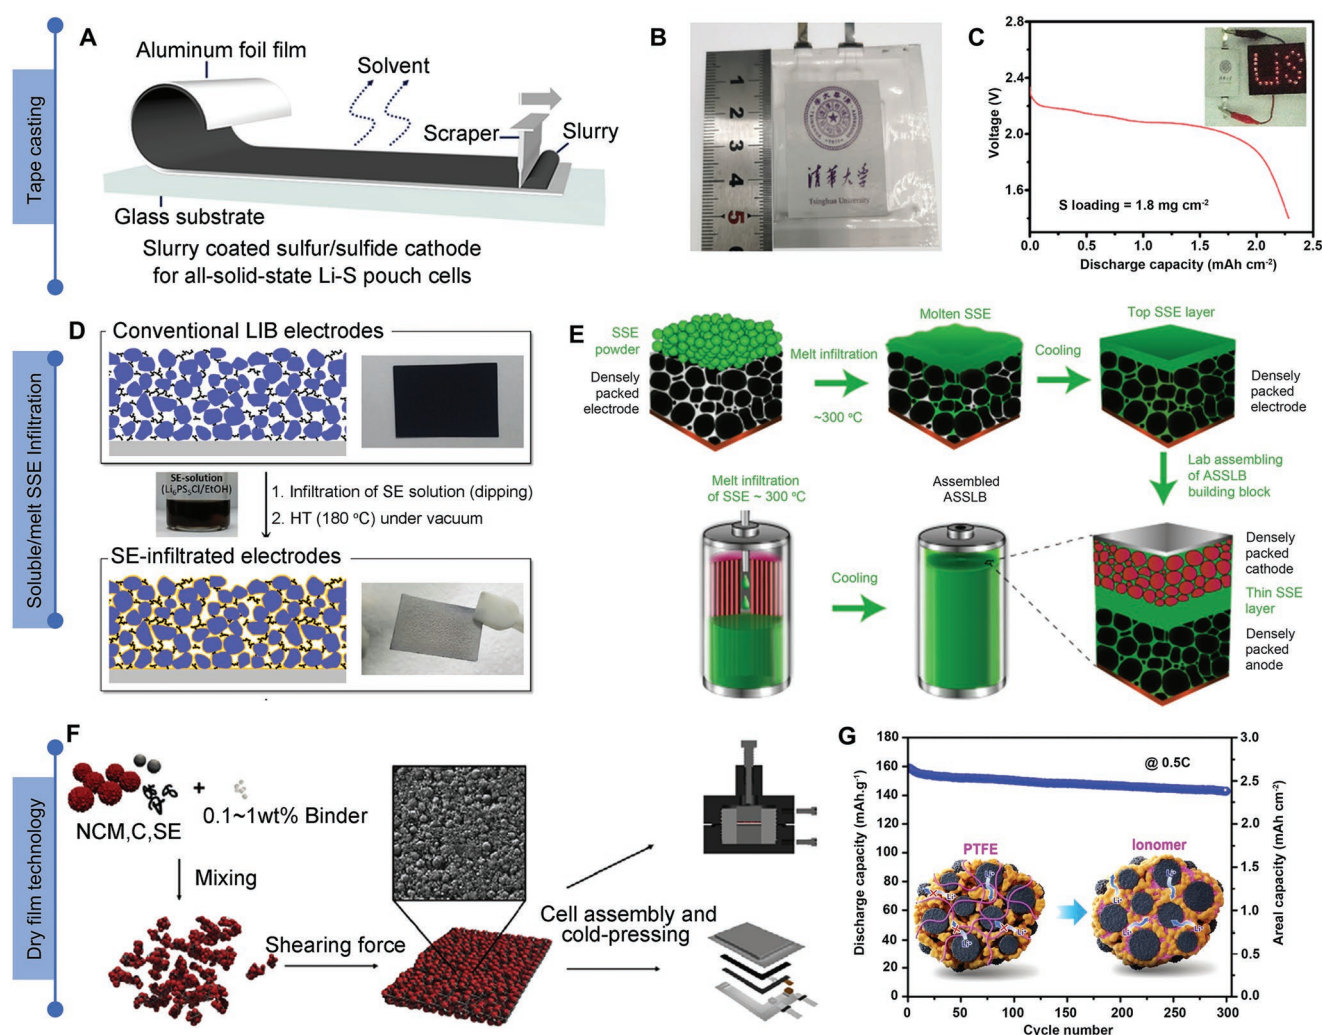 Tape casting
A
Aluminum foil film
Solvent
Scraper
Slurry
Glass substrate
Slurry coated sulfur/sulfide cathode
for all-solid-state Li-S pouch cells
B
1
2
3
4
5
清華大学
Tsinghua University
C
Voltage (V)
2.8
2.4
2.0
1.6
S loading = 1.8 mg cm⁻²
0.0
0.5
1.0
1.5
2.0
2.5
Discharge capacity (mAh cm⁻²)
Soluble/melt SSE Infiltration
D
Conventional LIB electrodes
SE-solution
(Li₆PS₅Cl/EtOH)
1. Infiltration of SE solution (dipping)
2. HT (180 °C) under vacuum
SE-infiltrated electrodes
E
SSE
powder
Densely
packed
electrode
Melt infiltration
~300 °C
Molten SSE
Cooling
Top SSE layer
Densely
packed
electrode
Lab assembling
of ASSLB
building block
Melt infiltration
of SSE ~ 300 °C
Cooling
Assembled
ASSLB
Densely
packed
cathode
Thin SSE
layer
Densely
packed
anode
Dry film technology
F
NCM,C,SE
+
0.1~1wt% Binder
Mixing
Shearing force
Cell assembly and
cold-pressing
G
Discharge capacity (mAh.g⁻¹)
180
160
140
120
100
80
60
40
20
0
@ 0.5C
PTFE
Li⁺
Li⁺
Li⁺
Li⁺
Ionomer
Li⁺
Li⁺
Li⁺
Li⁺
3.0
2.5
2.0
1.5
1.0
0.5
0.0
Areal capacity (mAh cm⁻²)
0
50
100
150
200
250
300
Cycle number